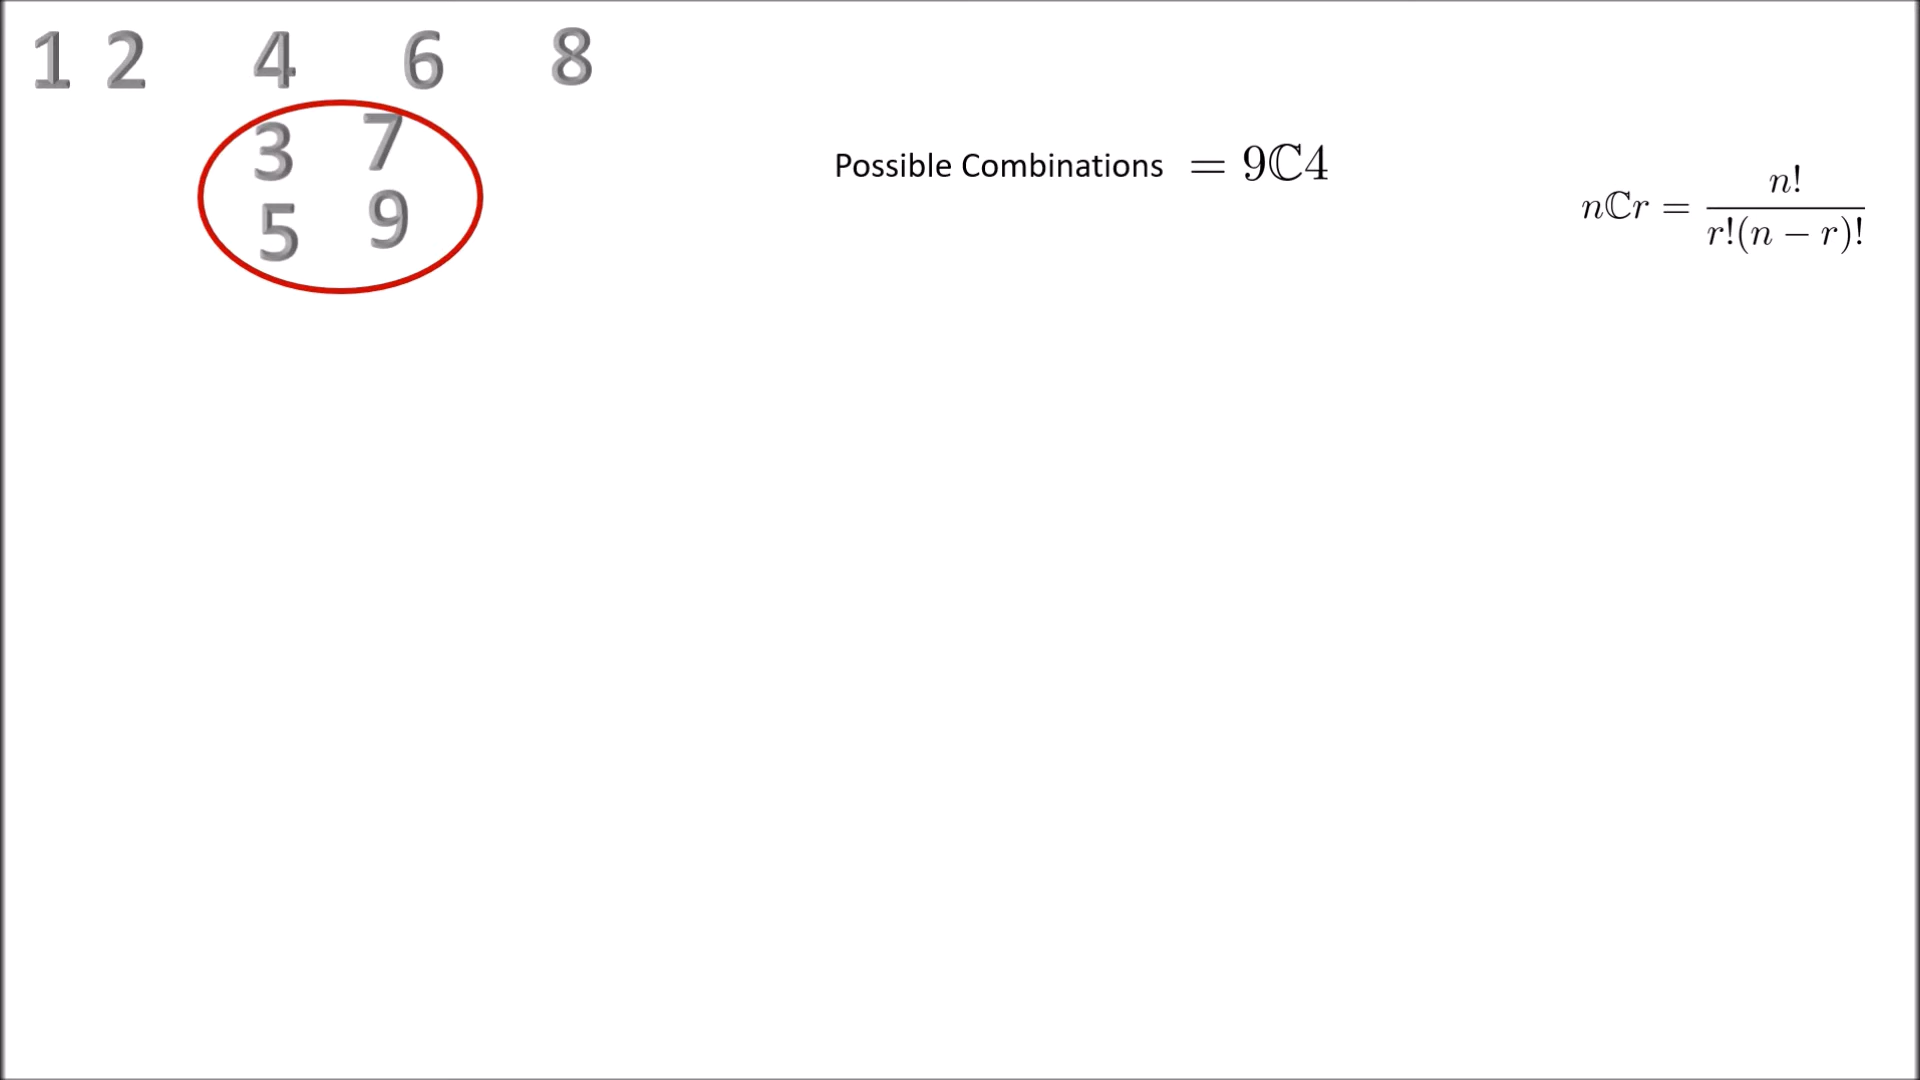 1 2 4 6 8
3 7
5 9
Possible Combinations = 9ℂ4
nℂr = n! / r!(n − r)!